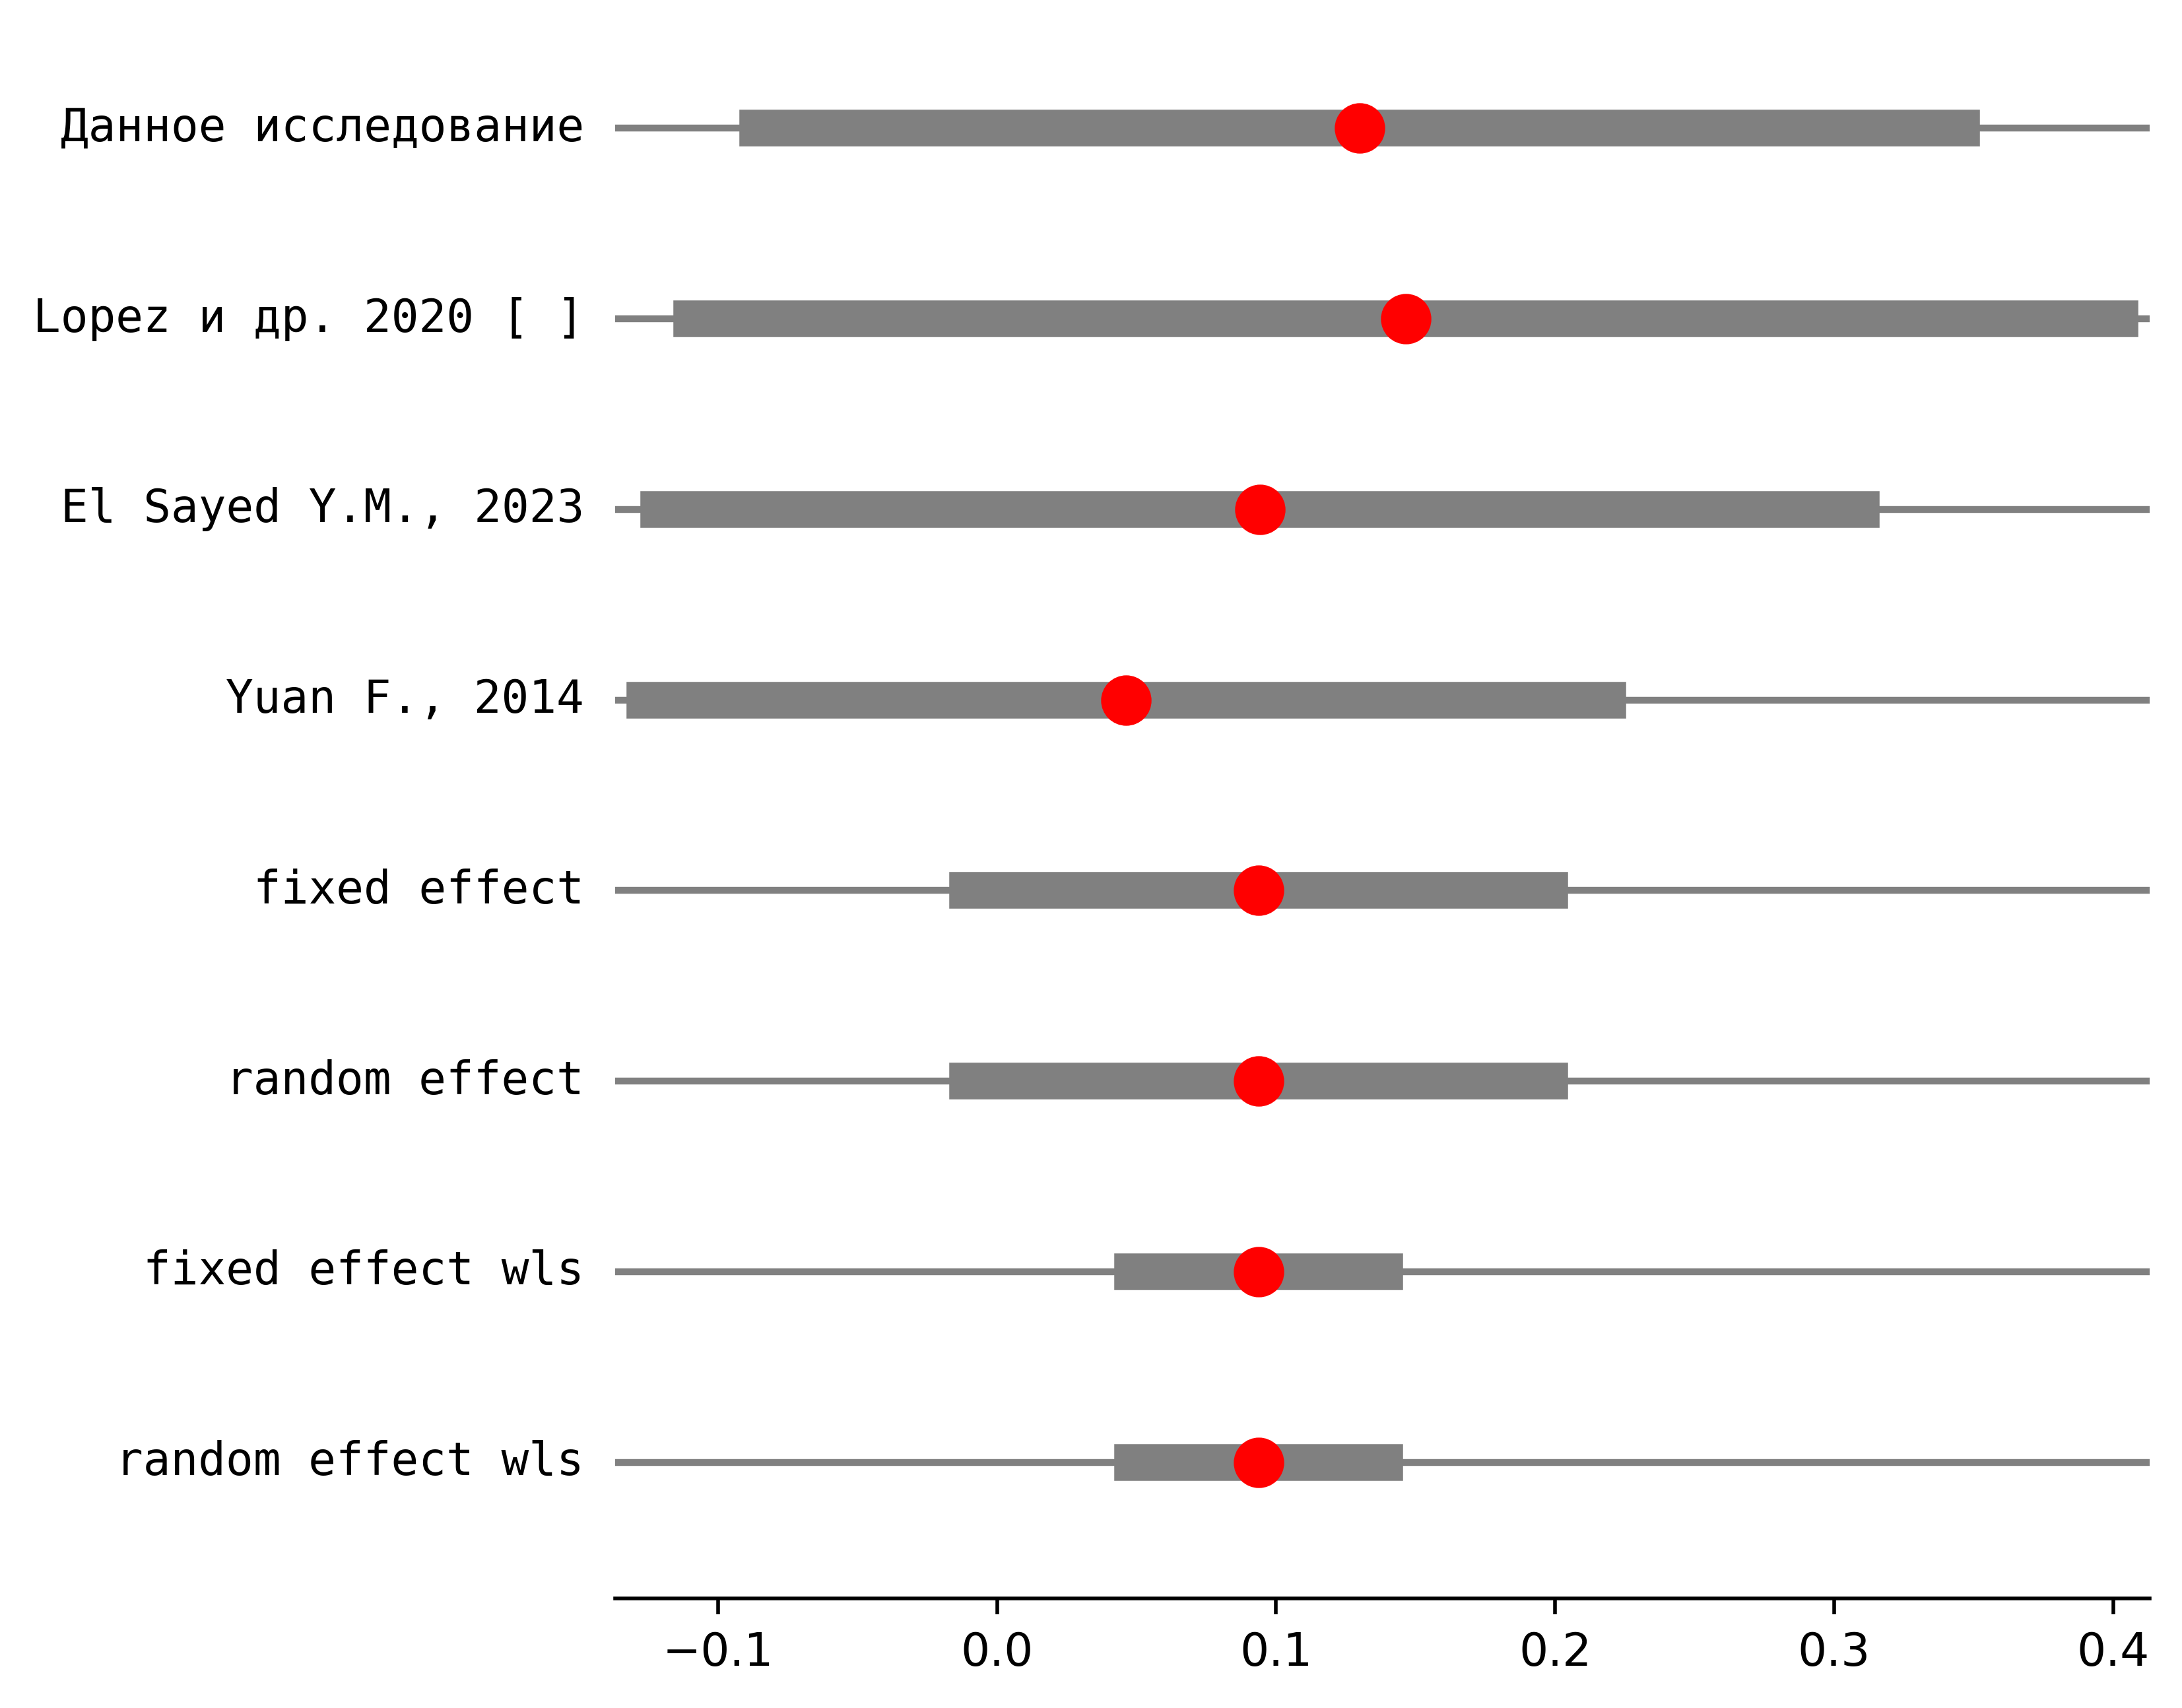 Данное исследование
Lopez и др. 2020 [ ]
El Sayed Y.M., 2023
Yuan F., 2014
fixed effect
random effect
fixed effect wls
random effect wls
−0.1 0.0 0.1 0.2 0.3 0.4